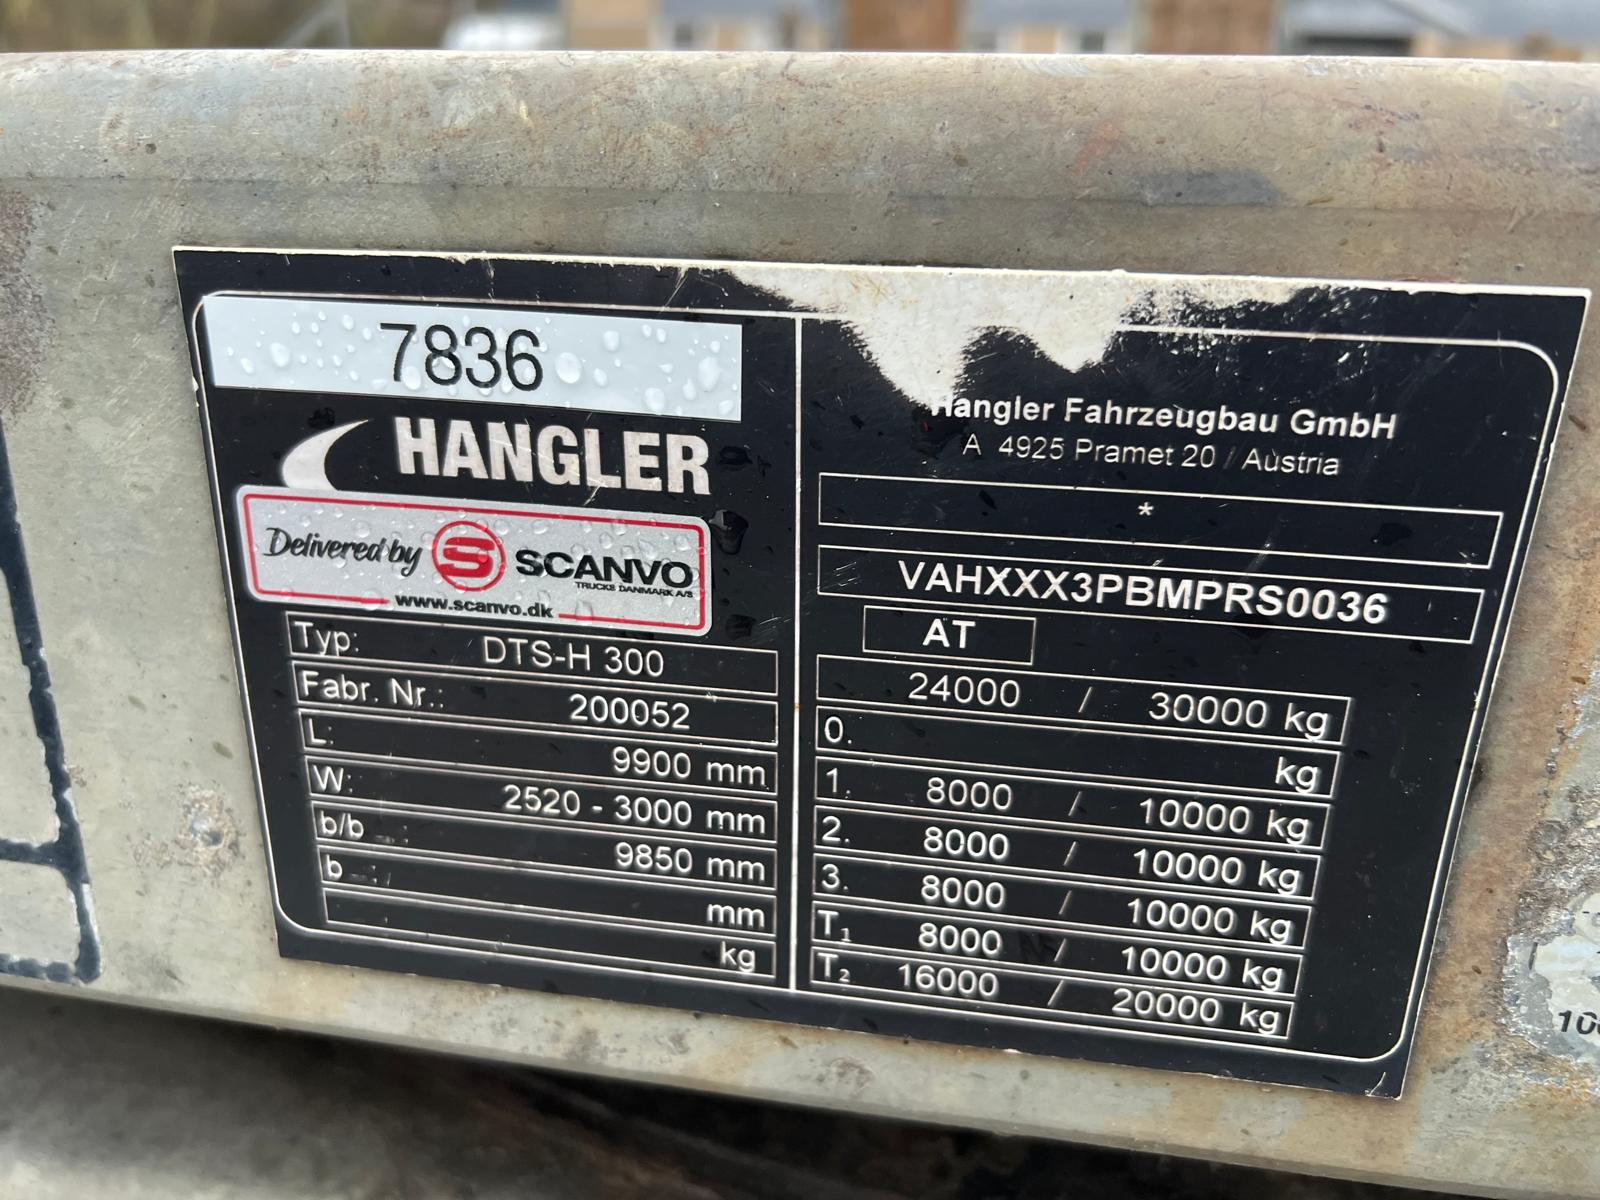 7836
HANGLER
Delivered by S SCANVO
TRUCKS DANMARK A/S
www.scanvo.dk
Typ: DTS-H 300
Fabr. Nr.: 200052
L: 9900 mm
W: 2520 - 3000 mm
b/b : 9850 mm
b : mm
kg
Hangler Fahrzeugbau GmbH
A 4925 Pramet 20 / Austria
*
VAHXXX3PBMPRS0036
AT
24000 / 30000 kg
0. kg
1. 8000 / 10000 kg
2. 8000 / 10000 kg
3. 8000 / 10000 kg
T1 8000 / 10000 kg
T2 16000 / 20000 kg